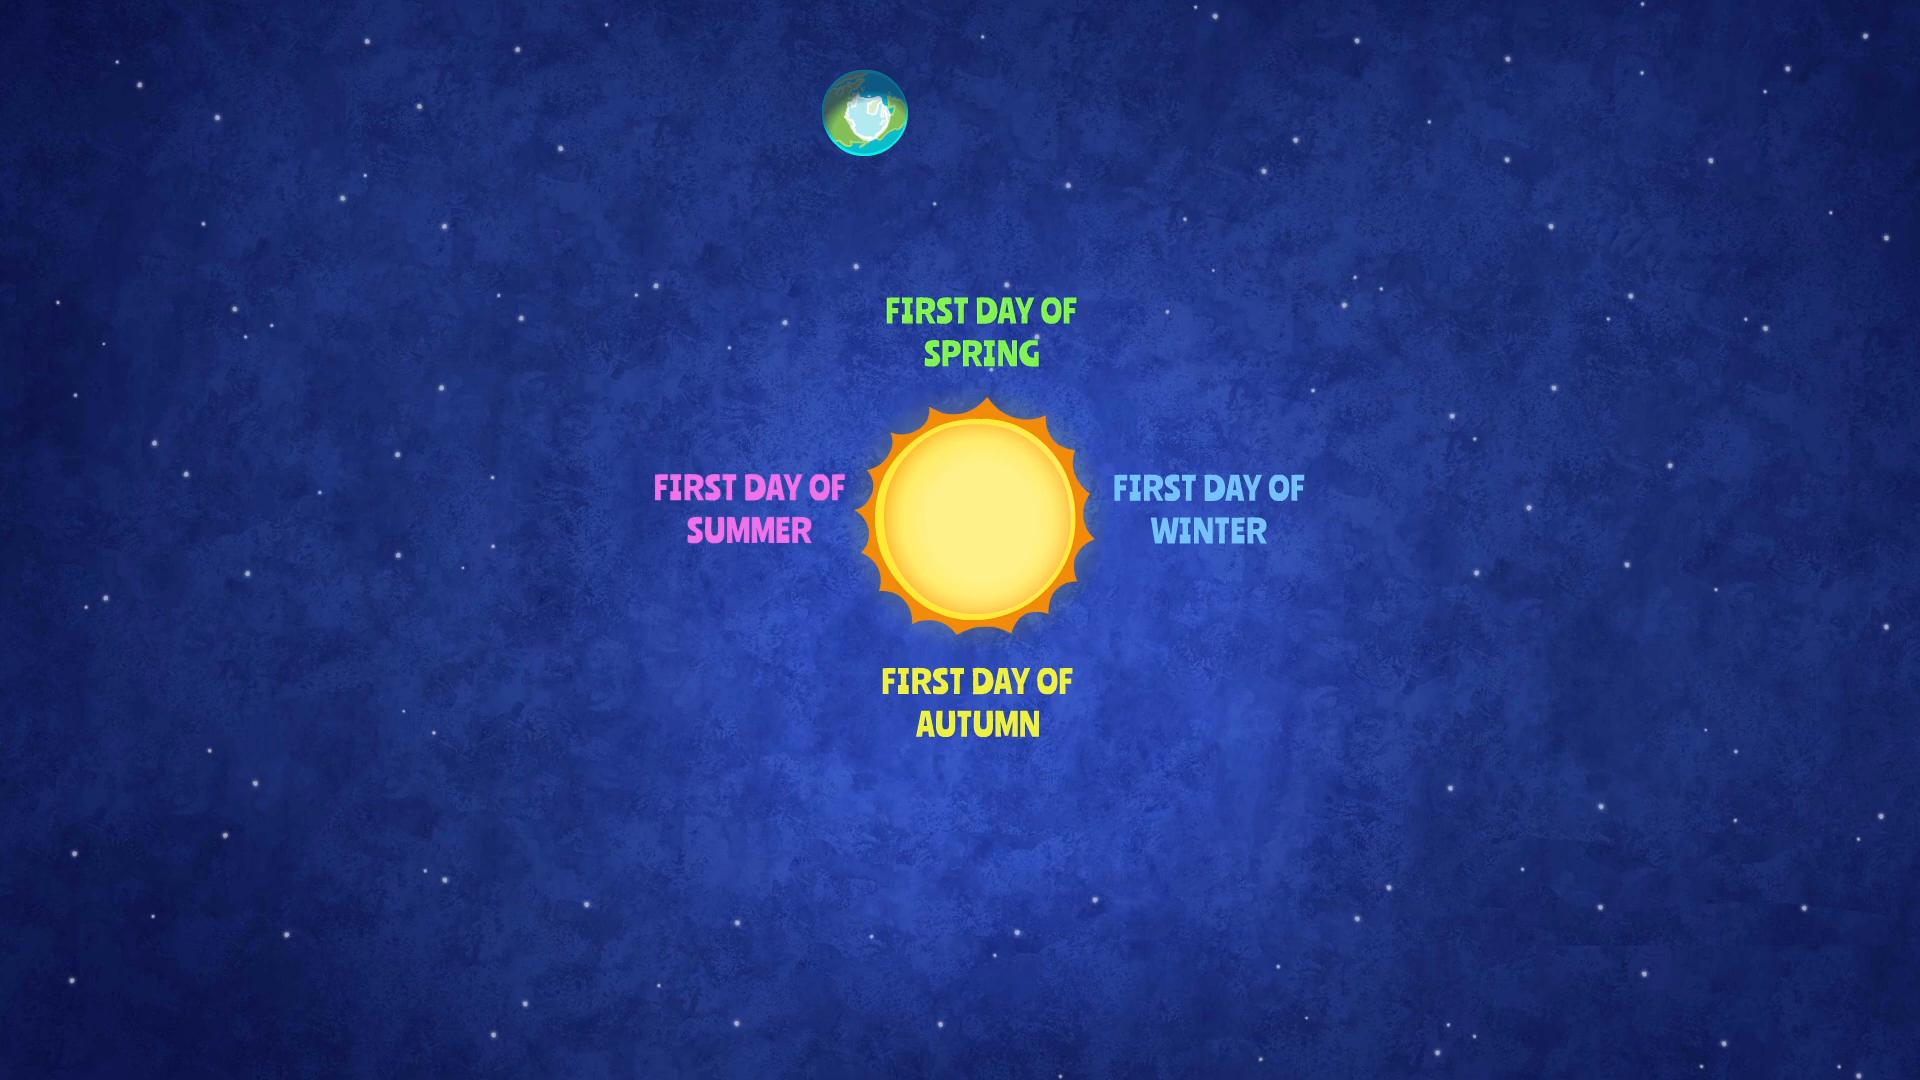 FIRST DAY OF
SPRING
FIRST DAY OF
SUMMER
FIRST DAY OF
WINTER
FIRST DAY OF
AUTUMN